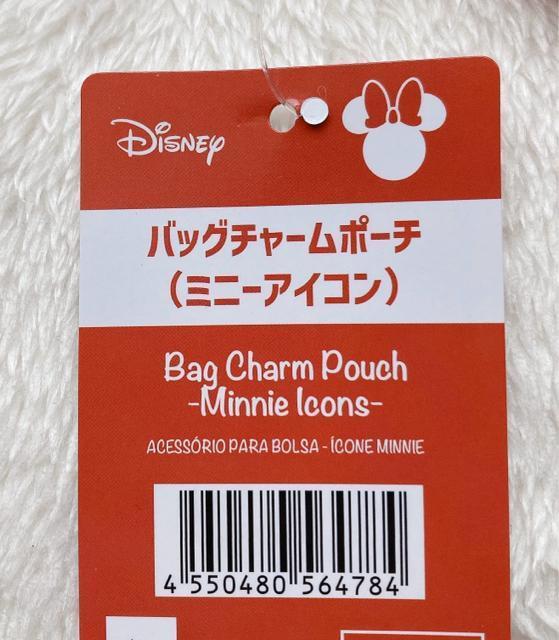 Disney
バッグチャームポーチ
（ミニーアイコン）
Bag Charm Pouch
-Minnie Icons-
ACESSÓRIO PARA BOLSA - ÍCONE MINNIE
4 550480 564784